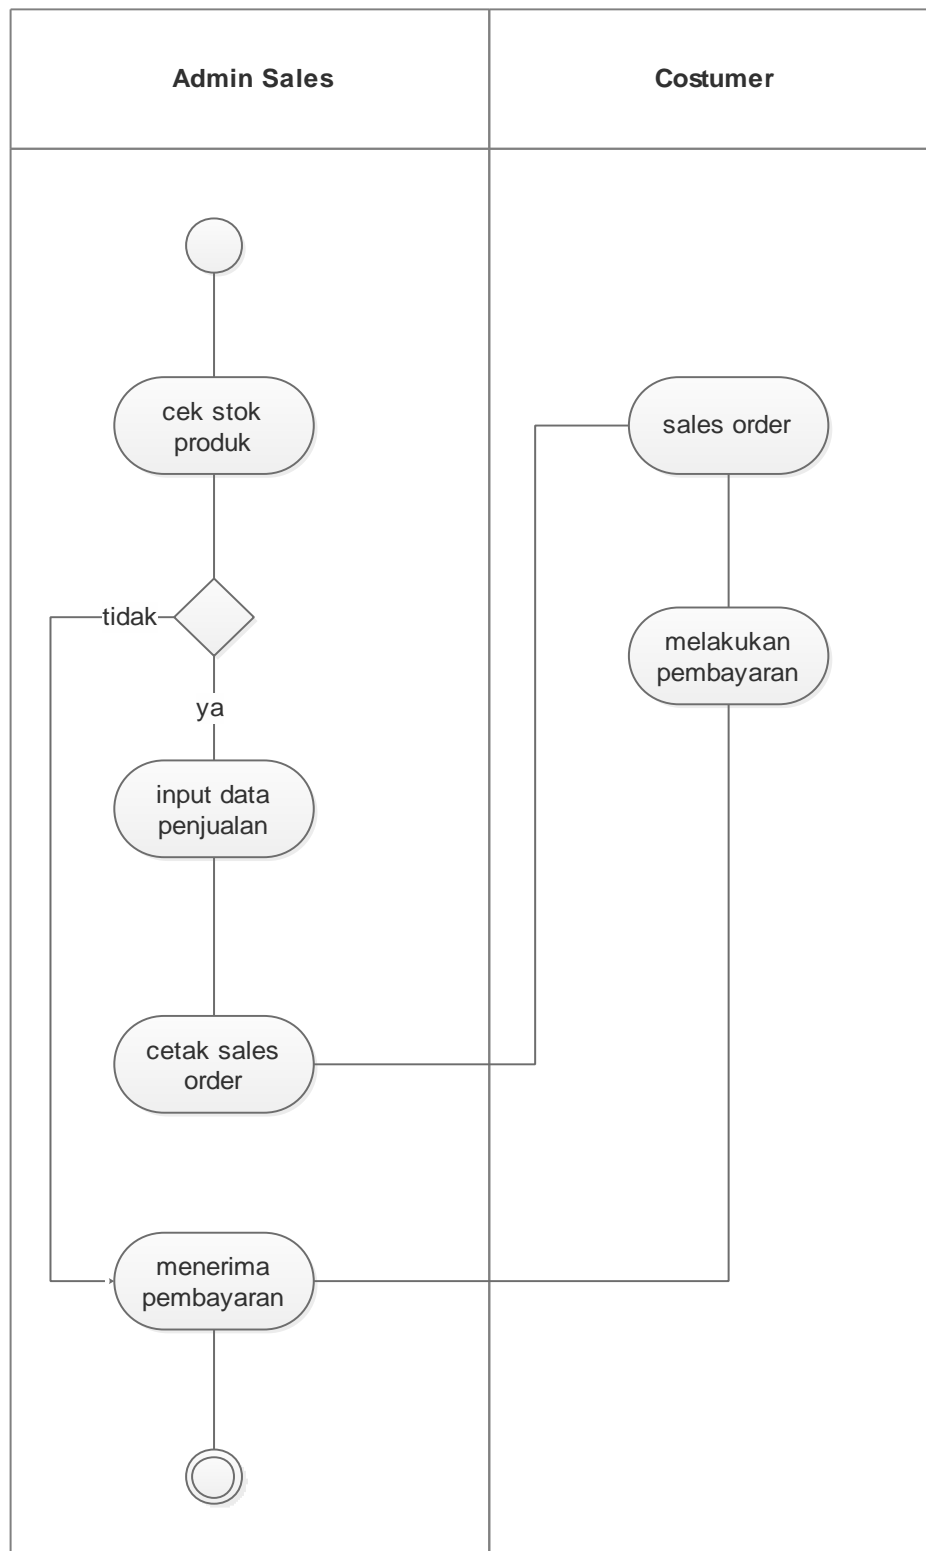 Admin Sales
Costumer
cek stok
produk
sales order
tidak
melakukan
pembayaran
ya
input data
penjualan
cetak sales
order
menerima
pembayaran